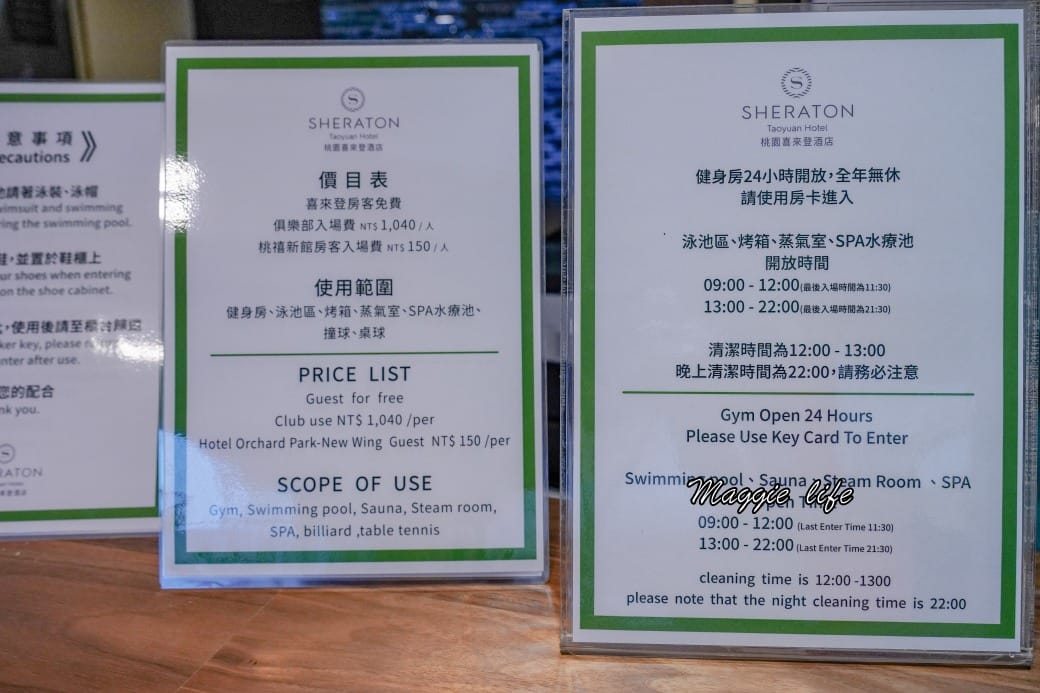 意事項
ecautions
也請著泳裝、泳帽
wimsuit and swimming
ring the swimming pool.
鞋，並置於鞋櫃上
ur shoes when entering
on the shoe cabinet.
，使用後請至櫃台歸還
ker key, please
nter after use.
您的配合
nk you.
ERATON
Hotel
喜來登酒店
S
SHERATON
Taoyuan Hotel
桃園喜來登酒店
價目表
喜來登房客免費
俱樂部入場費 NT$ 1,040 / 人
桃禧新館房客入場費 NT$ 150 / 人
使用範圍
健身房、泳池區、烤箱、蒸氣室、SPA水療池、
撞球、桌球
PRICE LIST
Guest for free
Club use NT$ 1,040 /per
Hotel Orchard Park-New Wing Guest NT$ 150 /per
SCOPE OF USE
Gym, Swimming pool, Sauna, Steam room,
SPA, billiard ,table tennis
S
SHERATON
Taoyuan Hotel
桃園喜來登酒店
健身房24小時開放，全年無休
請使用房卡進入
泳池區、烤箱、蒸氣室、SPA水療池
開放時間
09:00 - 12:00(最後入場時間為11:30)
13:00 - 22:00(最後入場時間為21:30)
清潔時間為12:00 - 13:00
晚上清潔時間為22:00，請務必注意
Gym Open 24 Hours
Please Use Key Card To Enter
Swimming pool、Sauna、Steam Room 、SPA
Maggie life
Open Time
09:00 - 12:00 (Last Enter Time 11:30)
13:00 - 22:00 (Last Enter Time 21:30)
cleaning time is 12:00 -1300
please note that the night cleaning time is 22:00